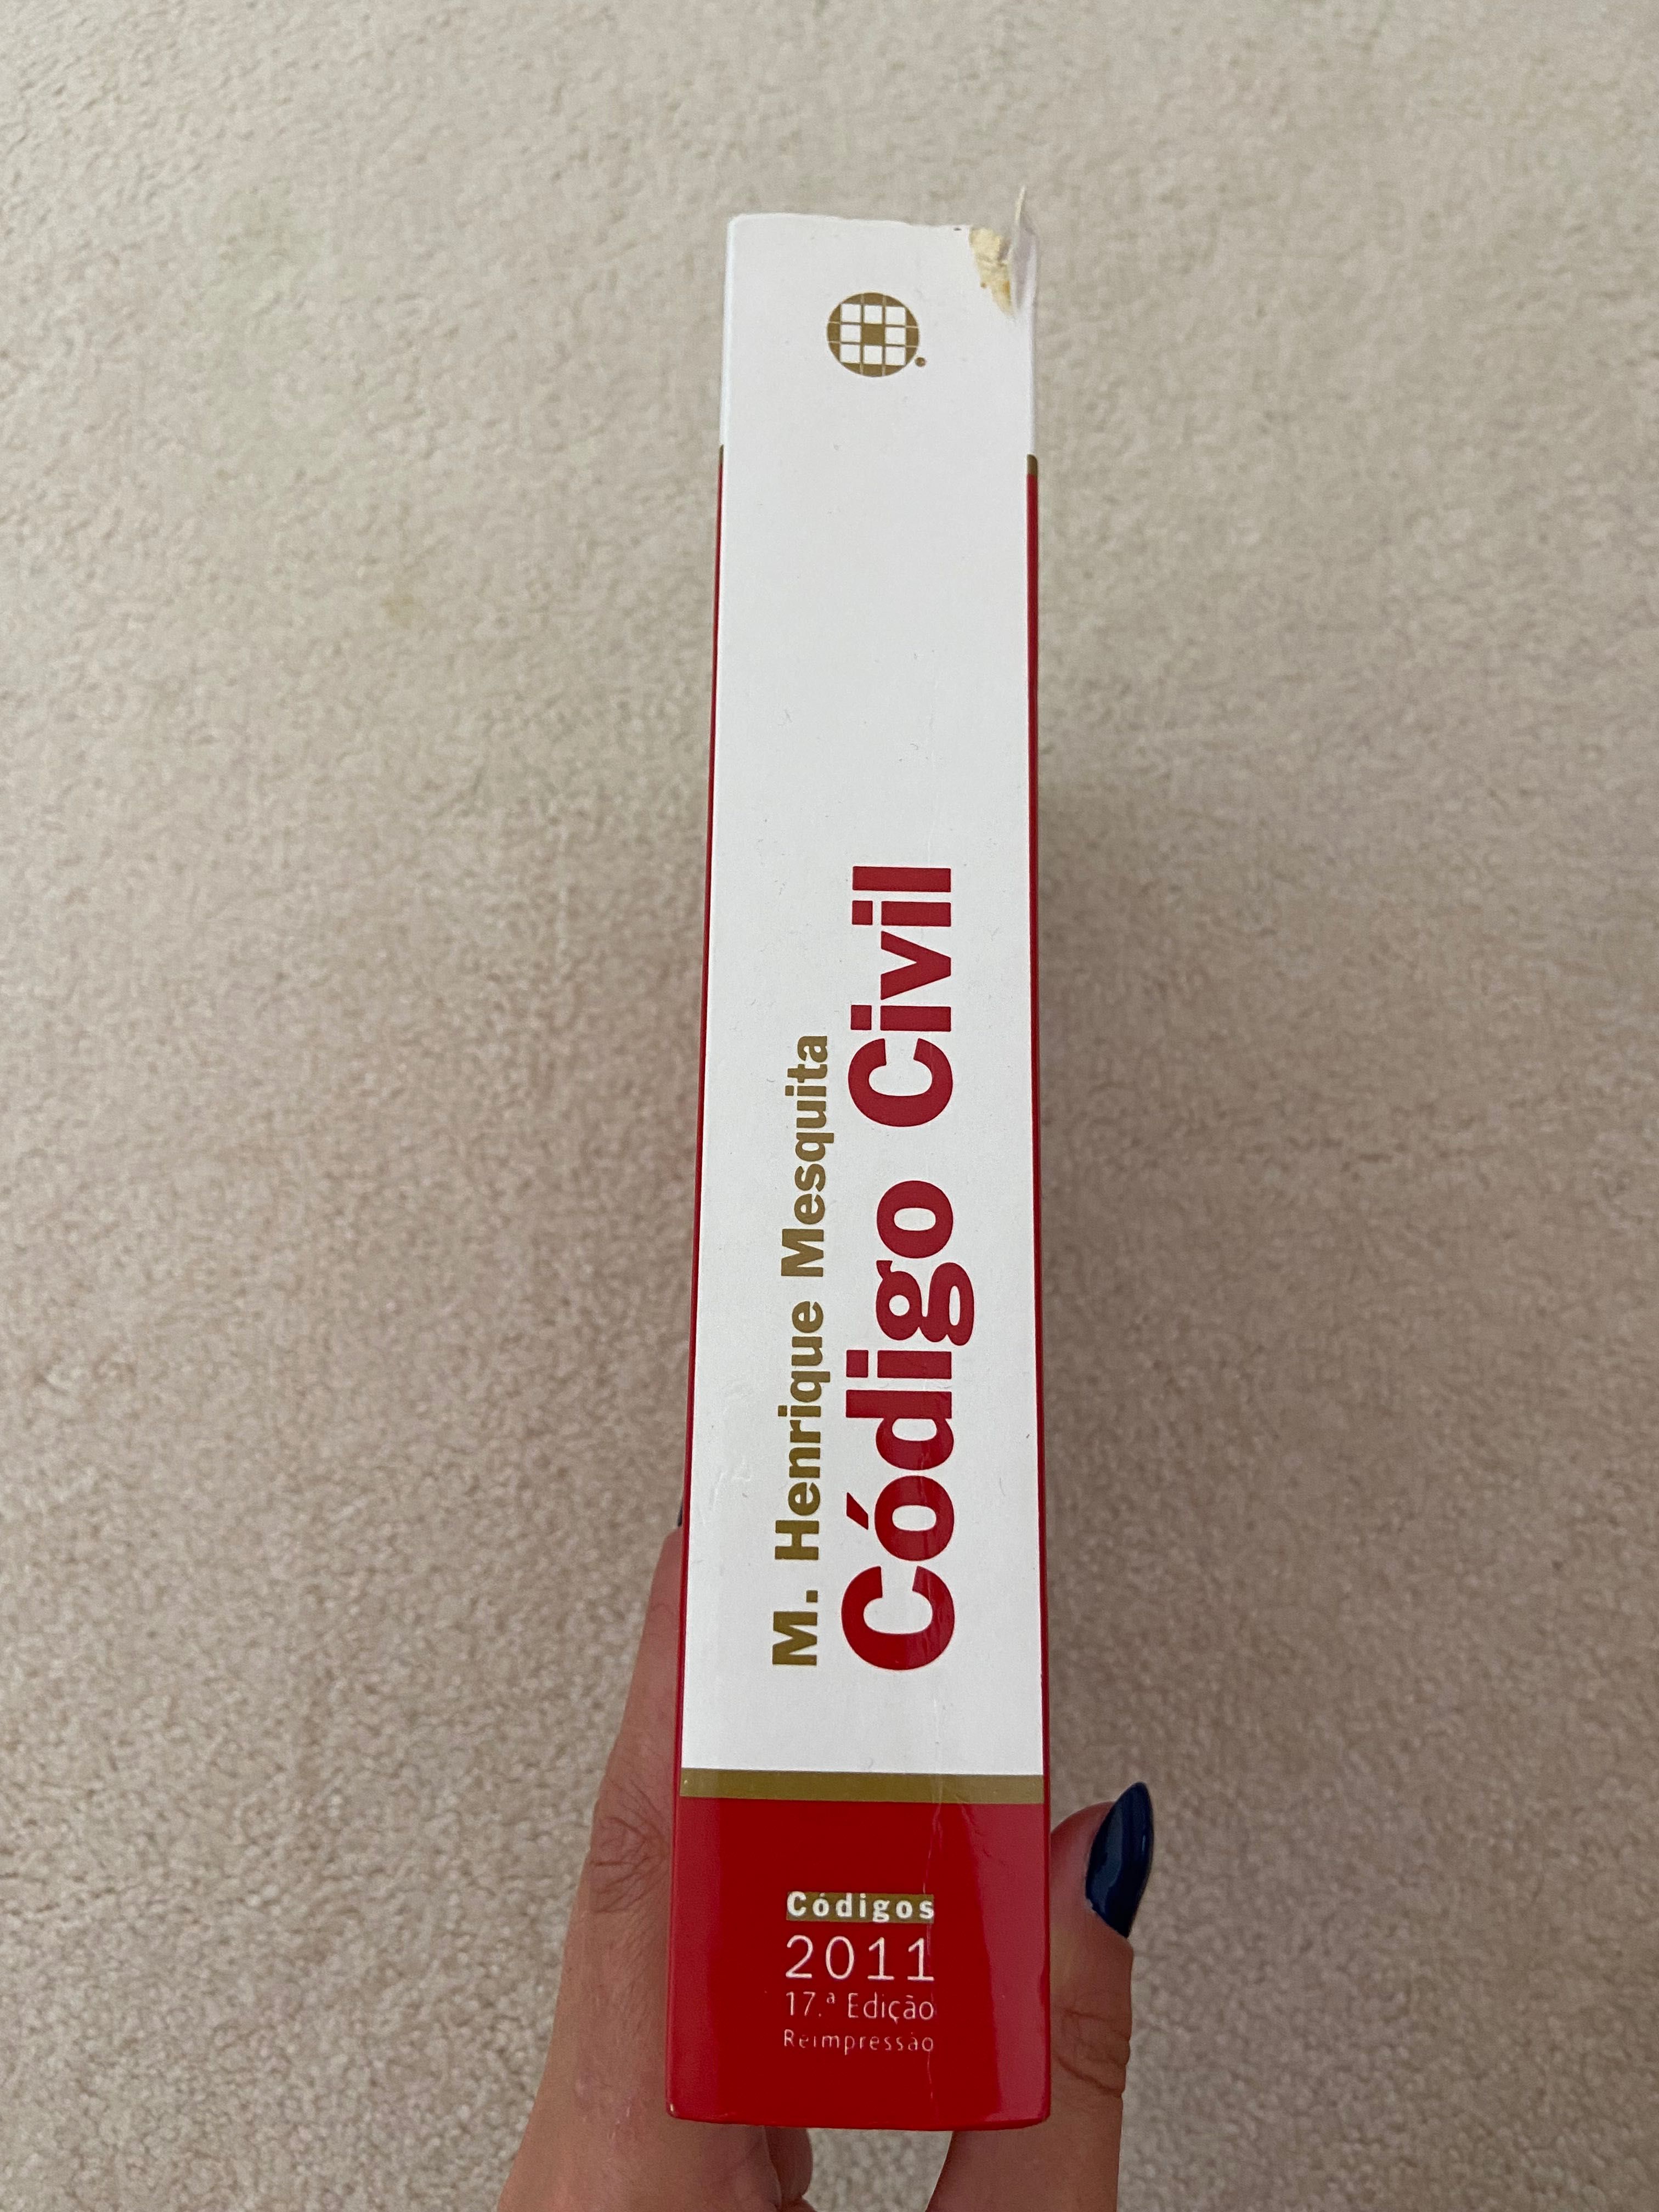 M. Henrique Mesquita
Código Civil
Códigos
2011
17.ª Edição
Reimpressão